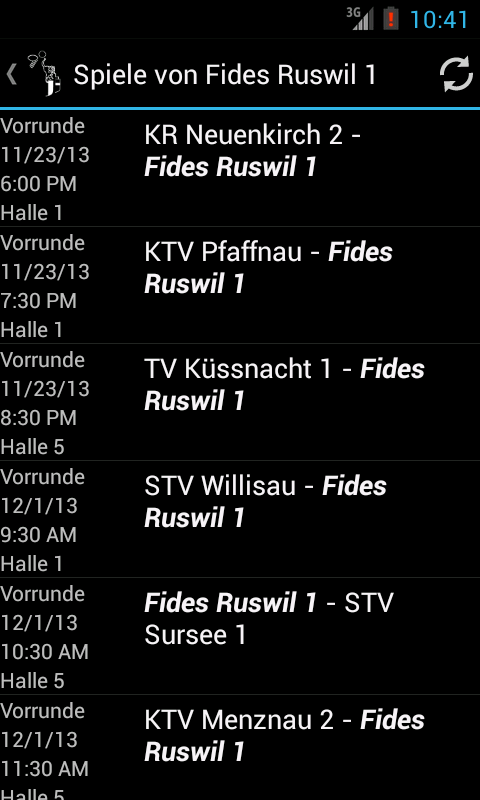 3G 10:41
Spiele von Fides Ruswil 1
Vorrunde
11/23/13
6:00 PM
Halle 1
KR Neuenkirch 2 -
Fides Ruswil 1
Vorrunde
11/23/13
7:30 PM
Halle 1
KTV Pfaffnau - Fides
Ruswil 1
Vorrunde
11/23/13
8:30 PM
Halle 5
TV Küssnacht 1 - Fides
Ruswil 1
Vorrunde
12/1/13
9:30 AM
Halle 1
STV Willisau - Fides
Ruswil 1
Vorrunde
12/1/13
10:30 AM
Halle 5
Fides Ruswil 1 - STV
Sursee 1
Vorrunde
12/1/13
11:30 AM
Halle 5
KTV Menznau 2 - Fides
Ruswil 1